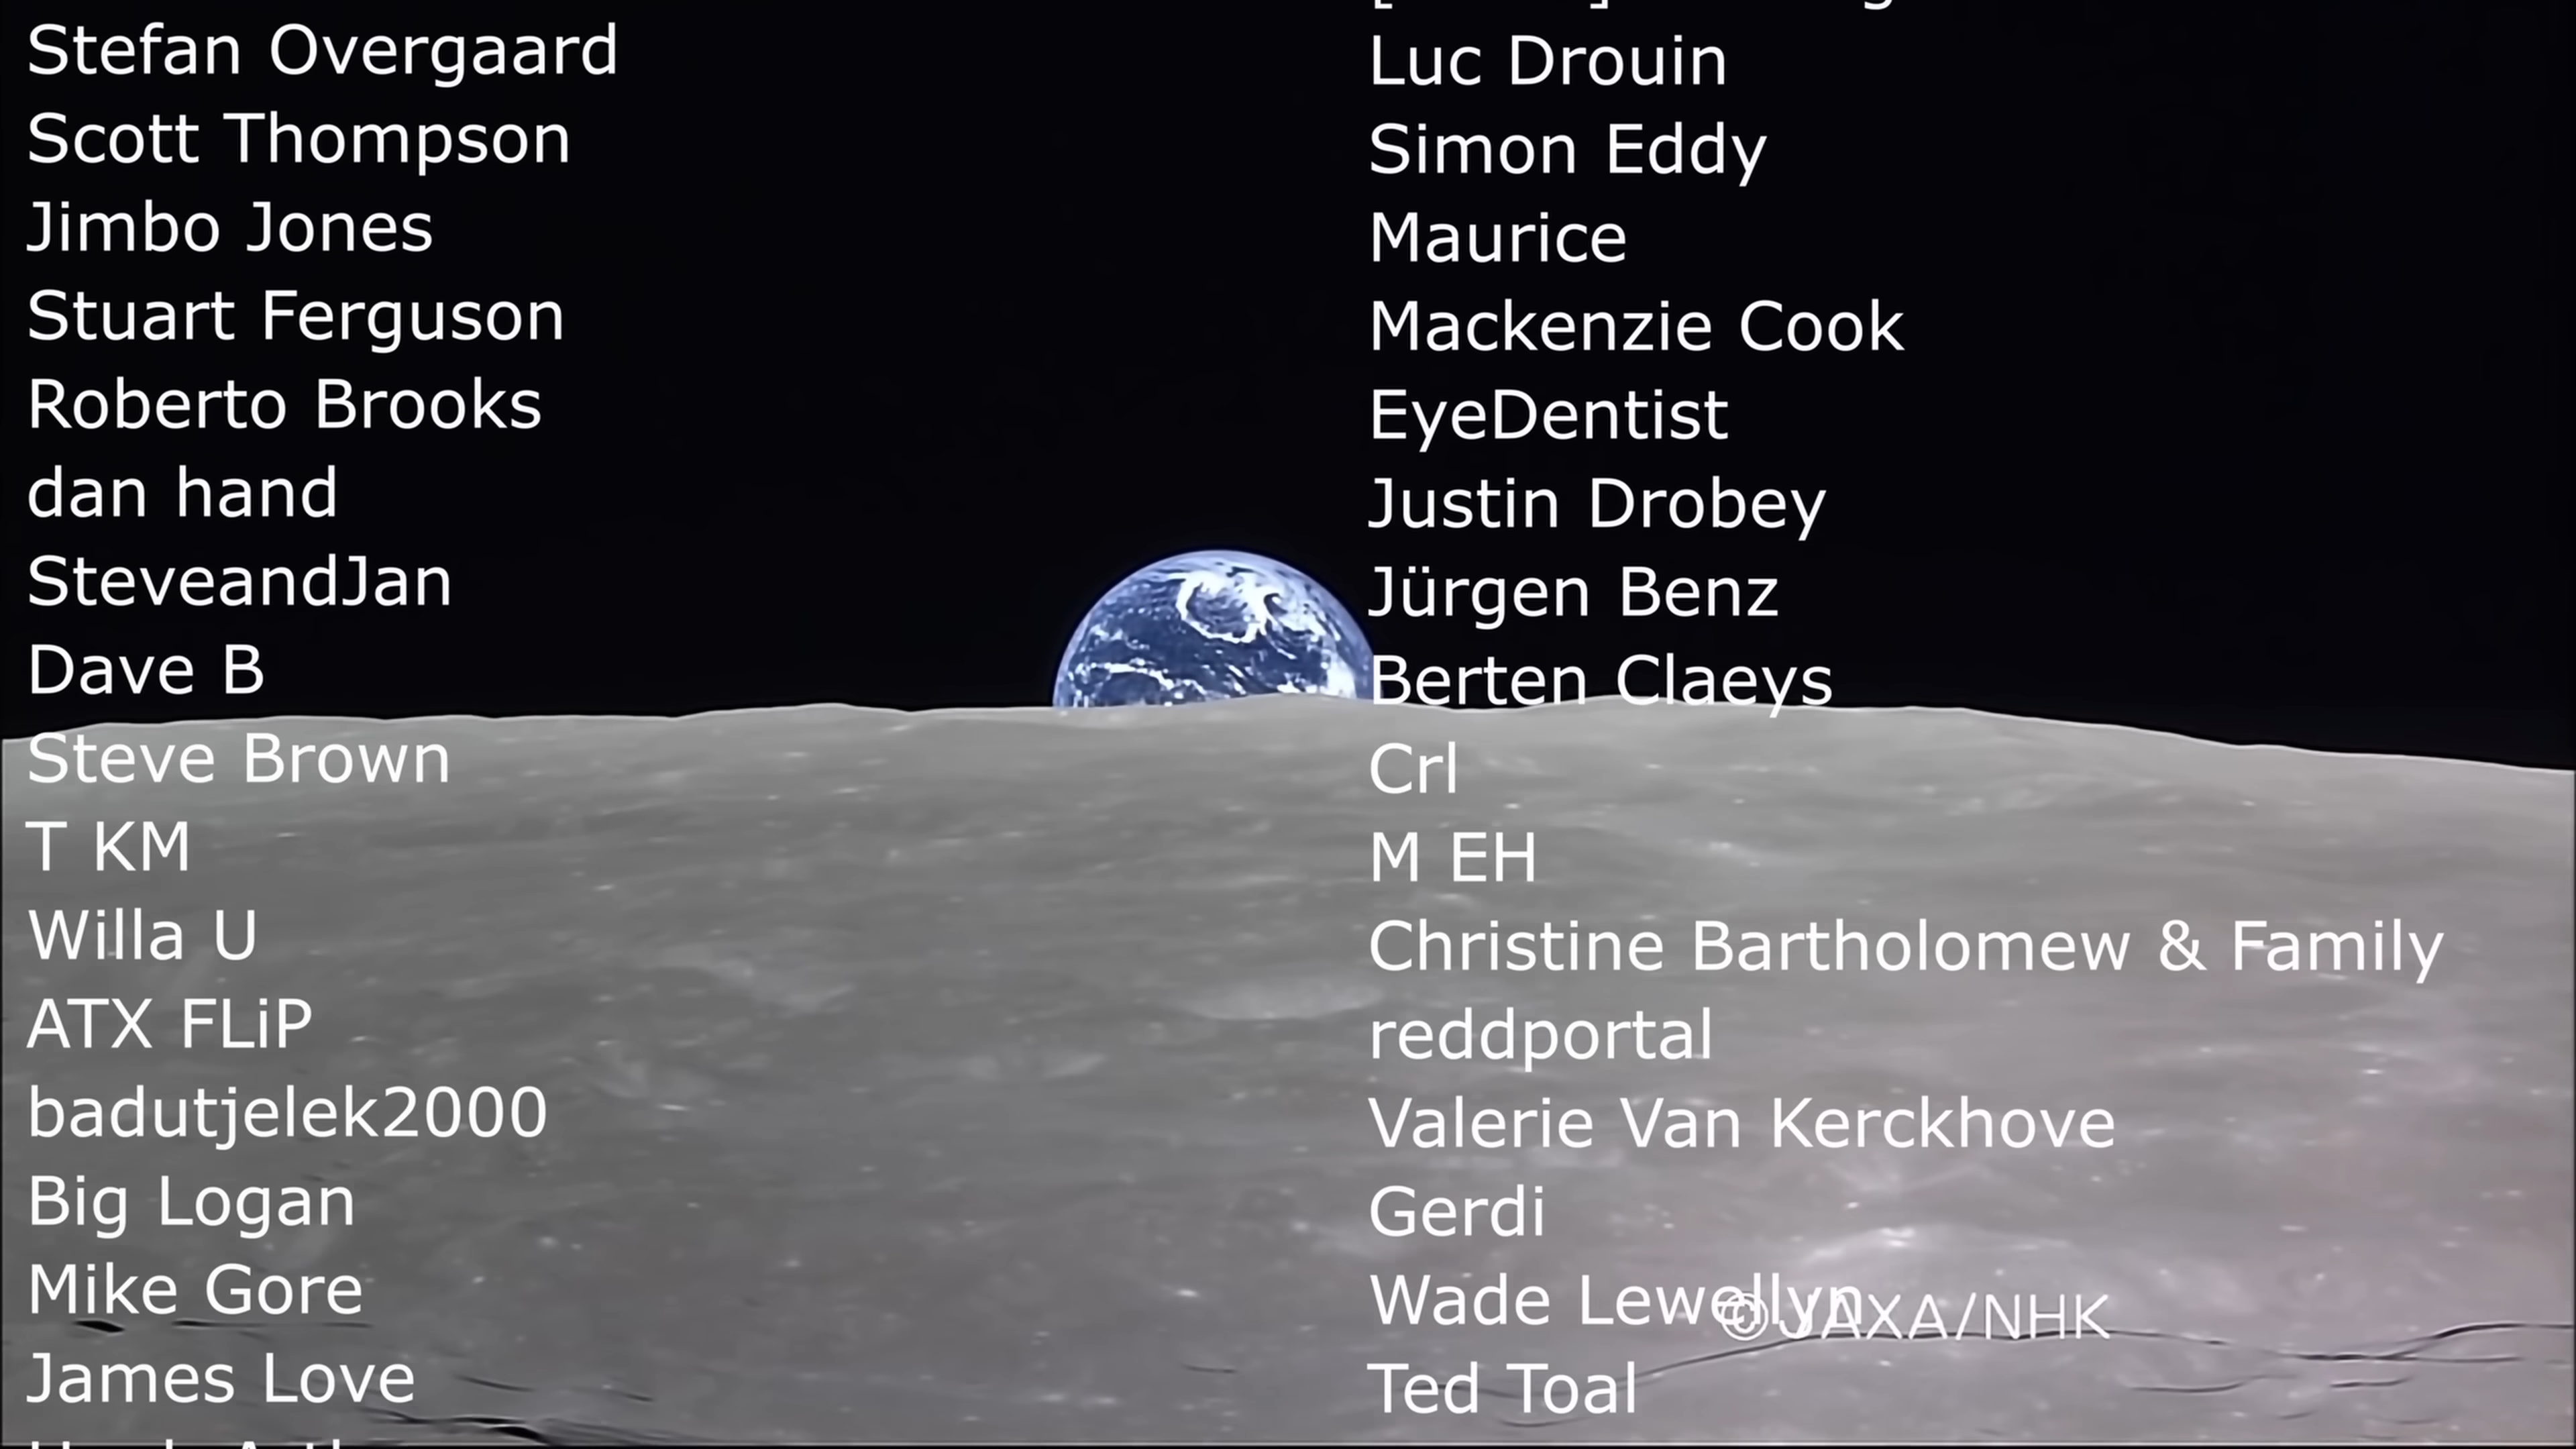 Stefan Overgaard
Scott Thompson
Jimbo Jones
Stuart Ferguson
Roberto Brooks
dan hand
SteveandJan
Dave B
Steve Brown
T KM
Willa U
ATX FLiP
badutjelek2000
Big Logan
Mike Gore
James Love
Luc Drouin
Simon Eddy
Maurice
Mackenzie Cook
EyeDentist
Justin Drobey
Jürgen Benz
Berten Claeys
Crl
M EH
Christine Bartholomew & Family
reddportal
Valerie Van Kerckhove
Gerdi
Wade Lewellyn
©JAXA/NHK
Ted Toal